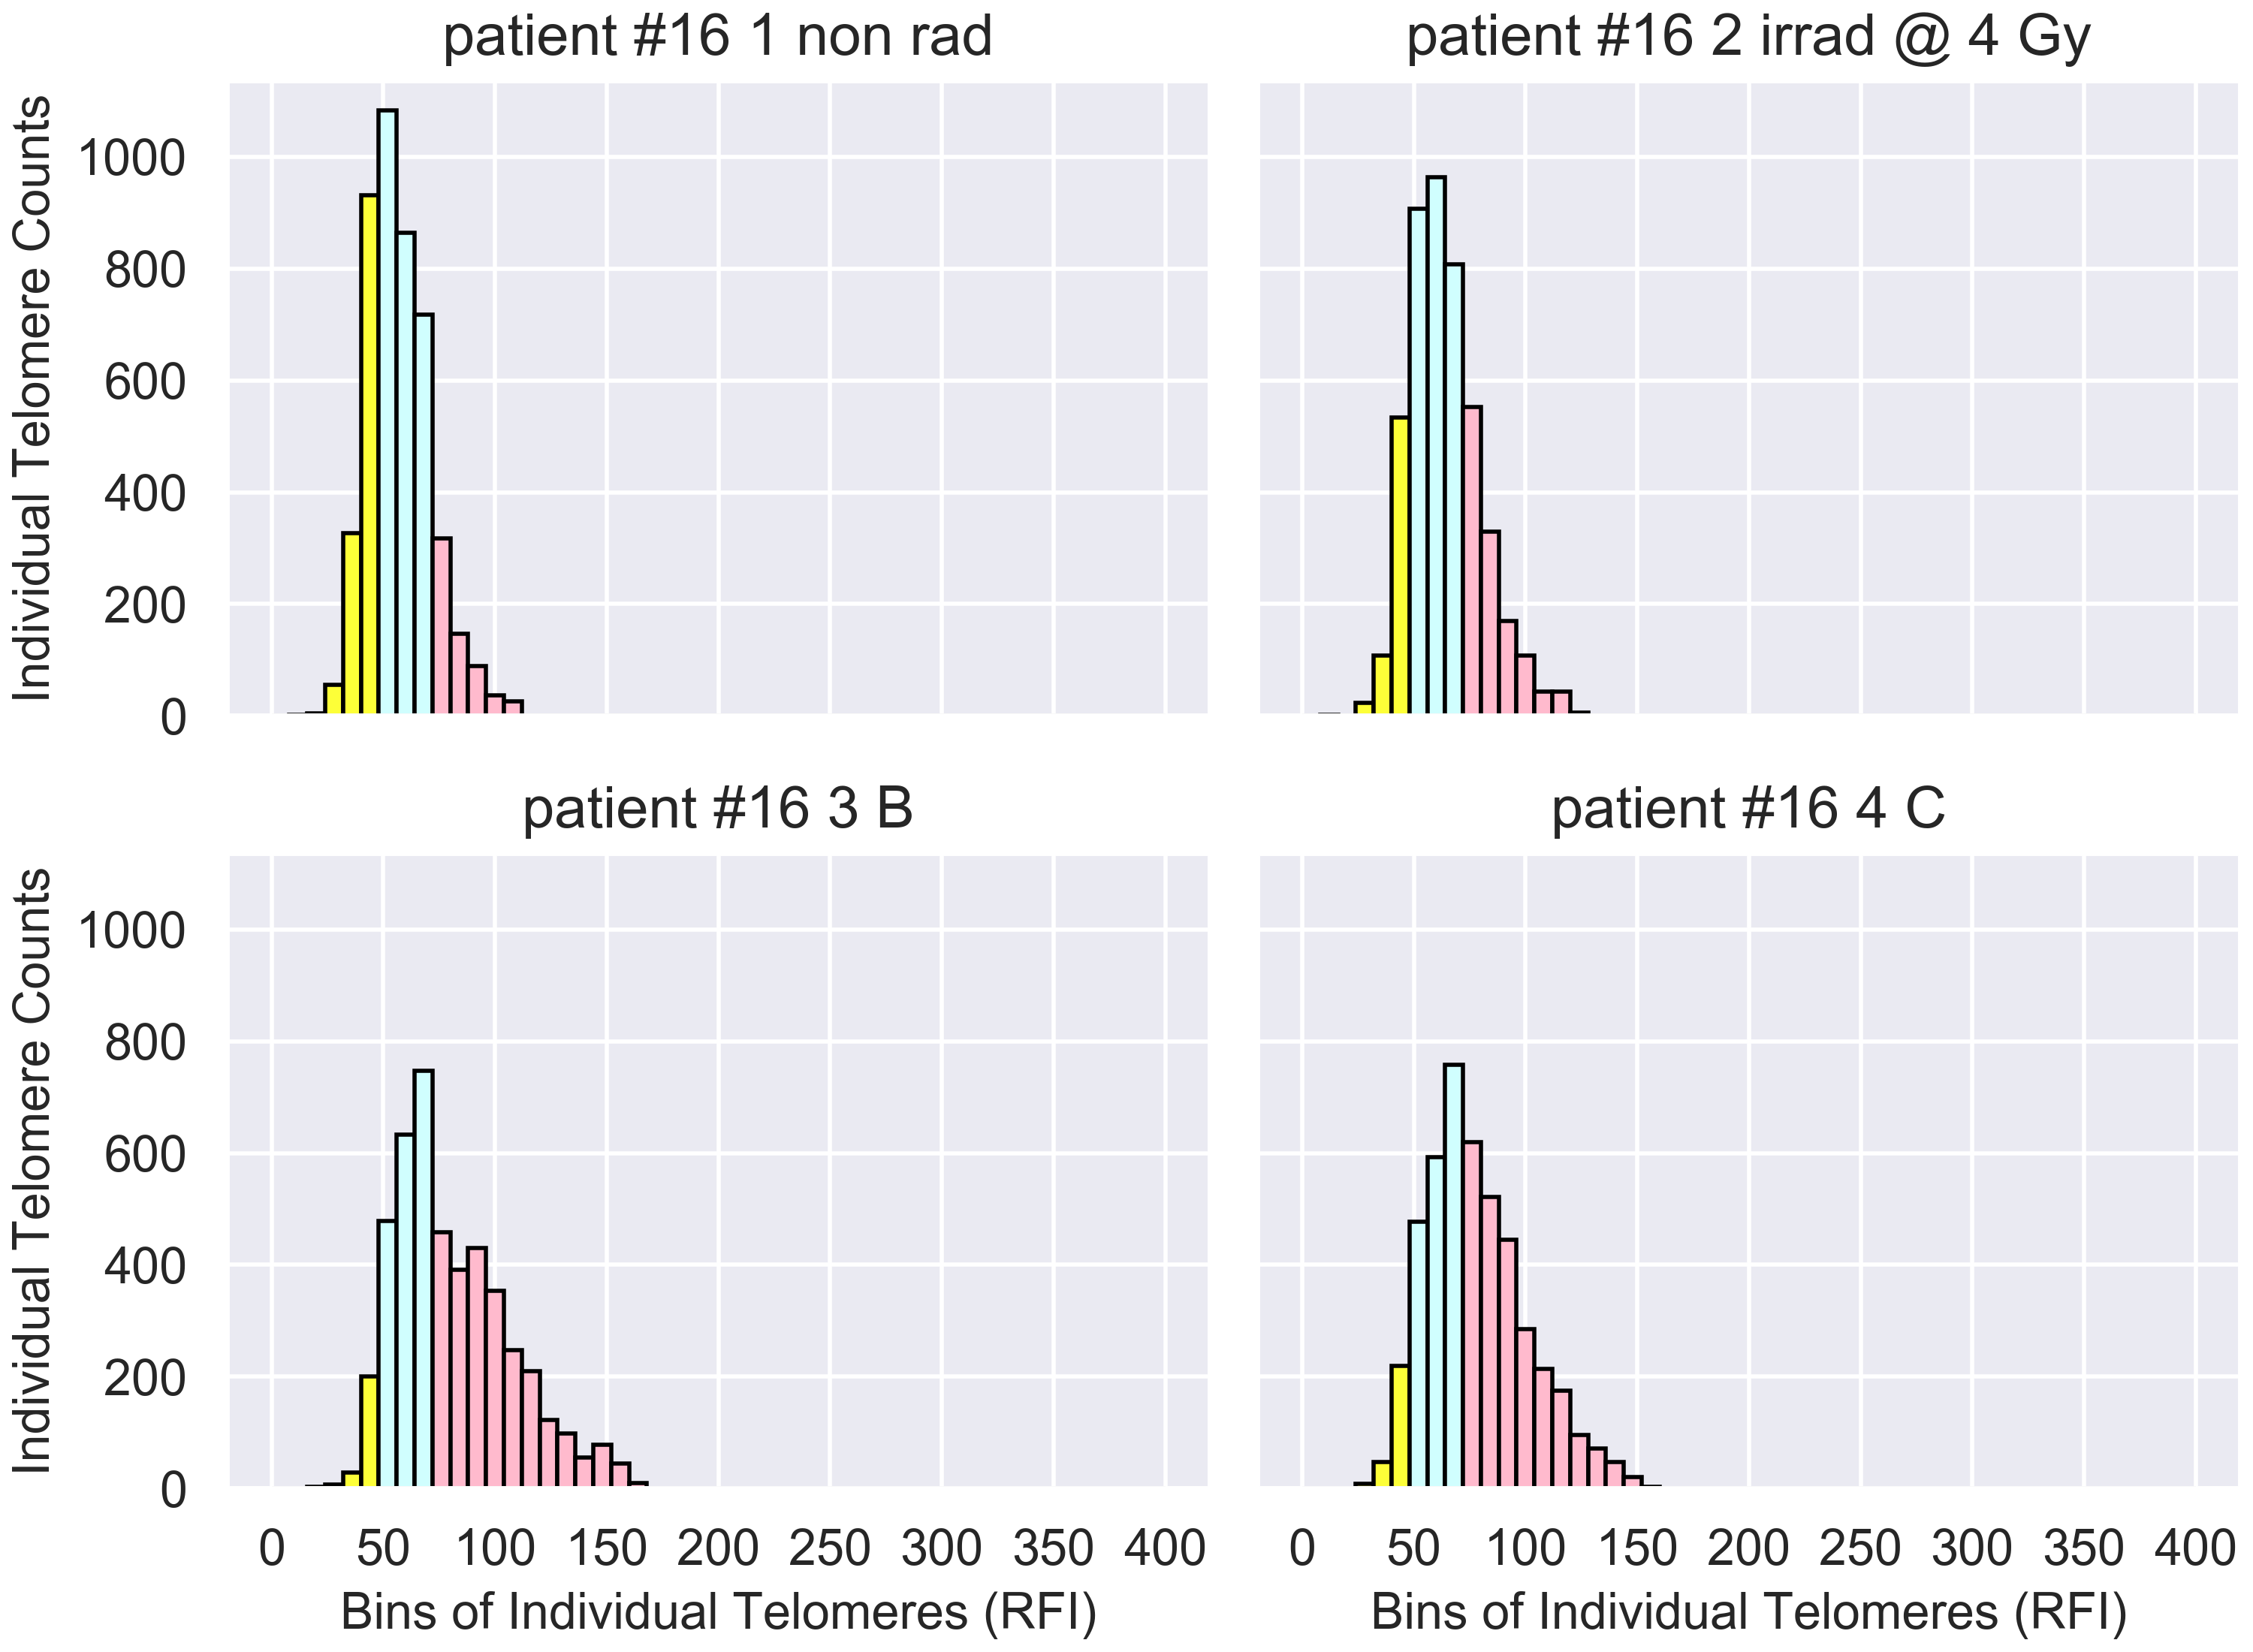 patient #16 1 non rad
patient #16 2 irrad @ 4 Gy
Individual Telomere Counts
1000
800
600
400
200
0
patient #16 3 B
patient #16 4 C
Individual Telomere Counts
1000
800
600
400
200
0
0 50 100 150 200 250 300 350 400
0 50 100 150 200 250 300 350 400
Bins of Individual Telomeres (RFI)
Bins of Individual Telomeres (RFI)